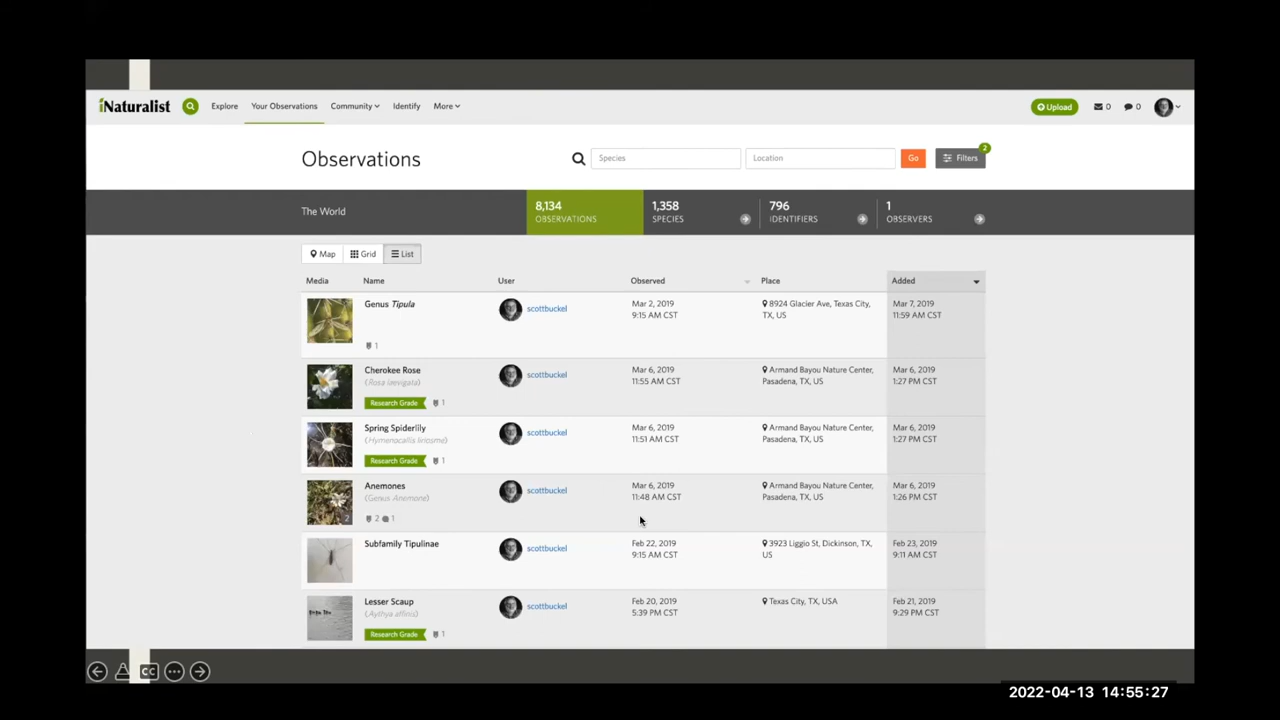 iNaturalist Explore Your Observations Community Identify More Upload 0 0
Observations Species Location Go Filters 2
The World
8,134 1,358 796 1
OBSERVATIONS SPECIES IDENTIFIERS OBSERVERS
Map Grid List
Media Name User Observed Place Added
Genus Tipula scottbuckel Mar 2, 2019 8924 Glacier Ave, Texas City, Mar 7, 2019
9:15 AM CST TX, US 11:59 AM CST
1
Cherokee Rose scottbuckel Mar 6, 2019 Armand Bayou Nature Center, Mar 6, 2019
(Rosa laevigata) 11:55 AM CST Pasadena, TX, US 1:27 PM CST
Research Grade 1
Spring Spiderlily scottbuckel Mar 6, 2019 Armand Bayou Nature Center, Mar 6, 2019
(Hymenocallis liriosme) 11:51 AM CST Pasadena, TX, US 1:27 PM CST
Research Grade 1
Anemones scottbuckel Mar 6, 2019 Armand Bayou Nature Center, Mar 6, 2019
(Genus Anemone) 11:48 AM CST Pasadena, TX, US 1:26 PM CST
2 2 1
Subfamily Tipulinae scottbuckel Feb 22, 2019 3923 Liggio St, Dickinson, TX, Feb 23, 2019
9:15 AM CST US 9:11 AM CST
Lesser Scaup scottbuckel Feb 20, 2019 Texas City, TX, USA Feb 21, 2019
(Aythya affinis) 5:39 PM CST 9:29 PM CST
Research Grade 1
CC
2022-04-13 14:55:27